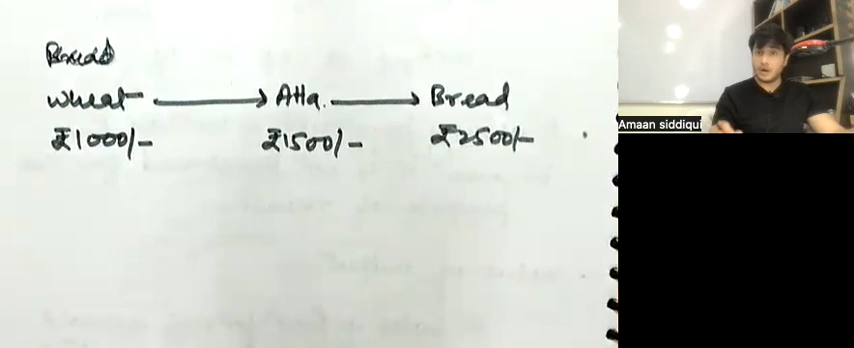 Bread
Wheat → Atta. → Bread
₹1000/- ₹1500/- ₹2500/-
Amaan siddiqui